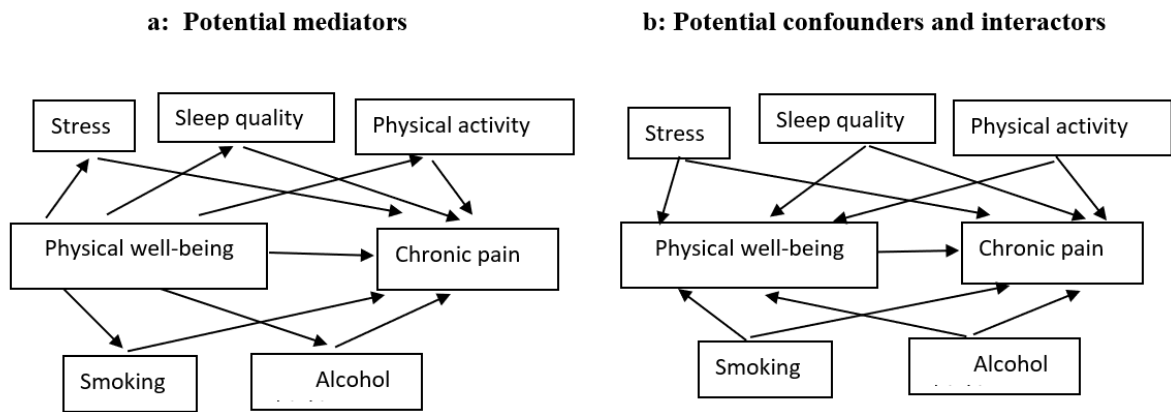 a: Potential mediators
b: Potential confounders and interactors
Stress
Sleep quality
Physical activity
Physical well-being
Chronic pain
Smoking
Alcohol
Stress
Sleep quality
Physical activity
Physical well-being
Chronic pain
Smoking
Alcohol